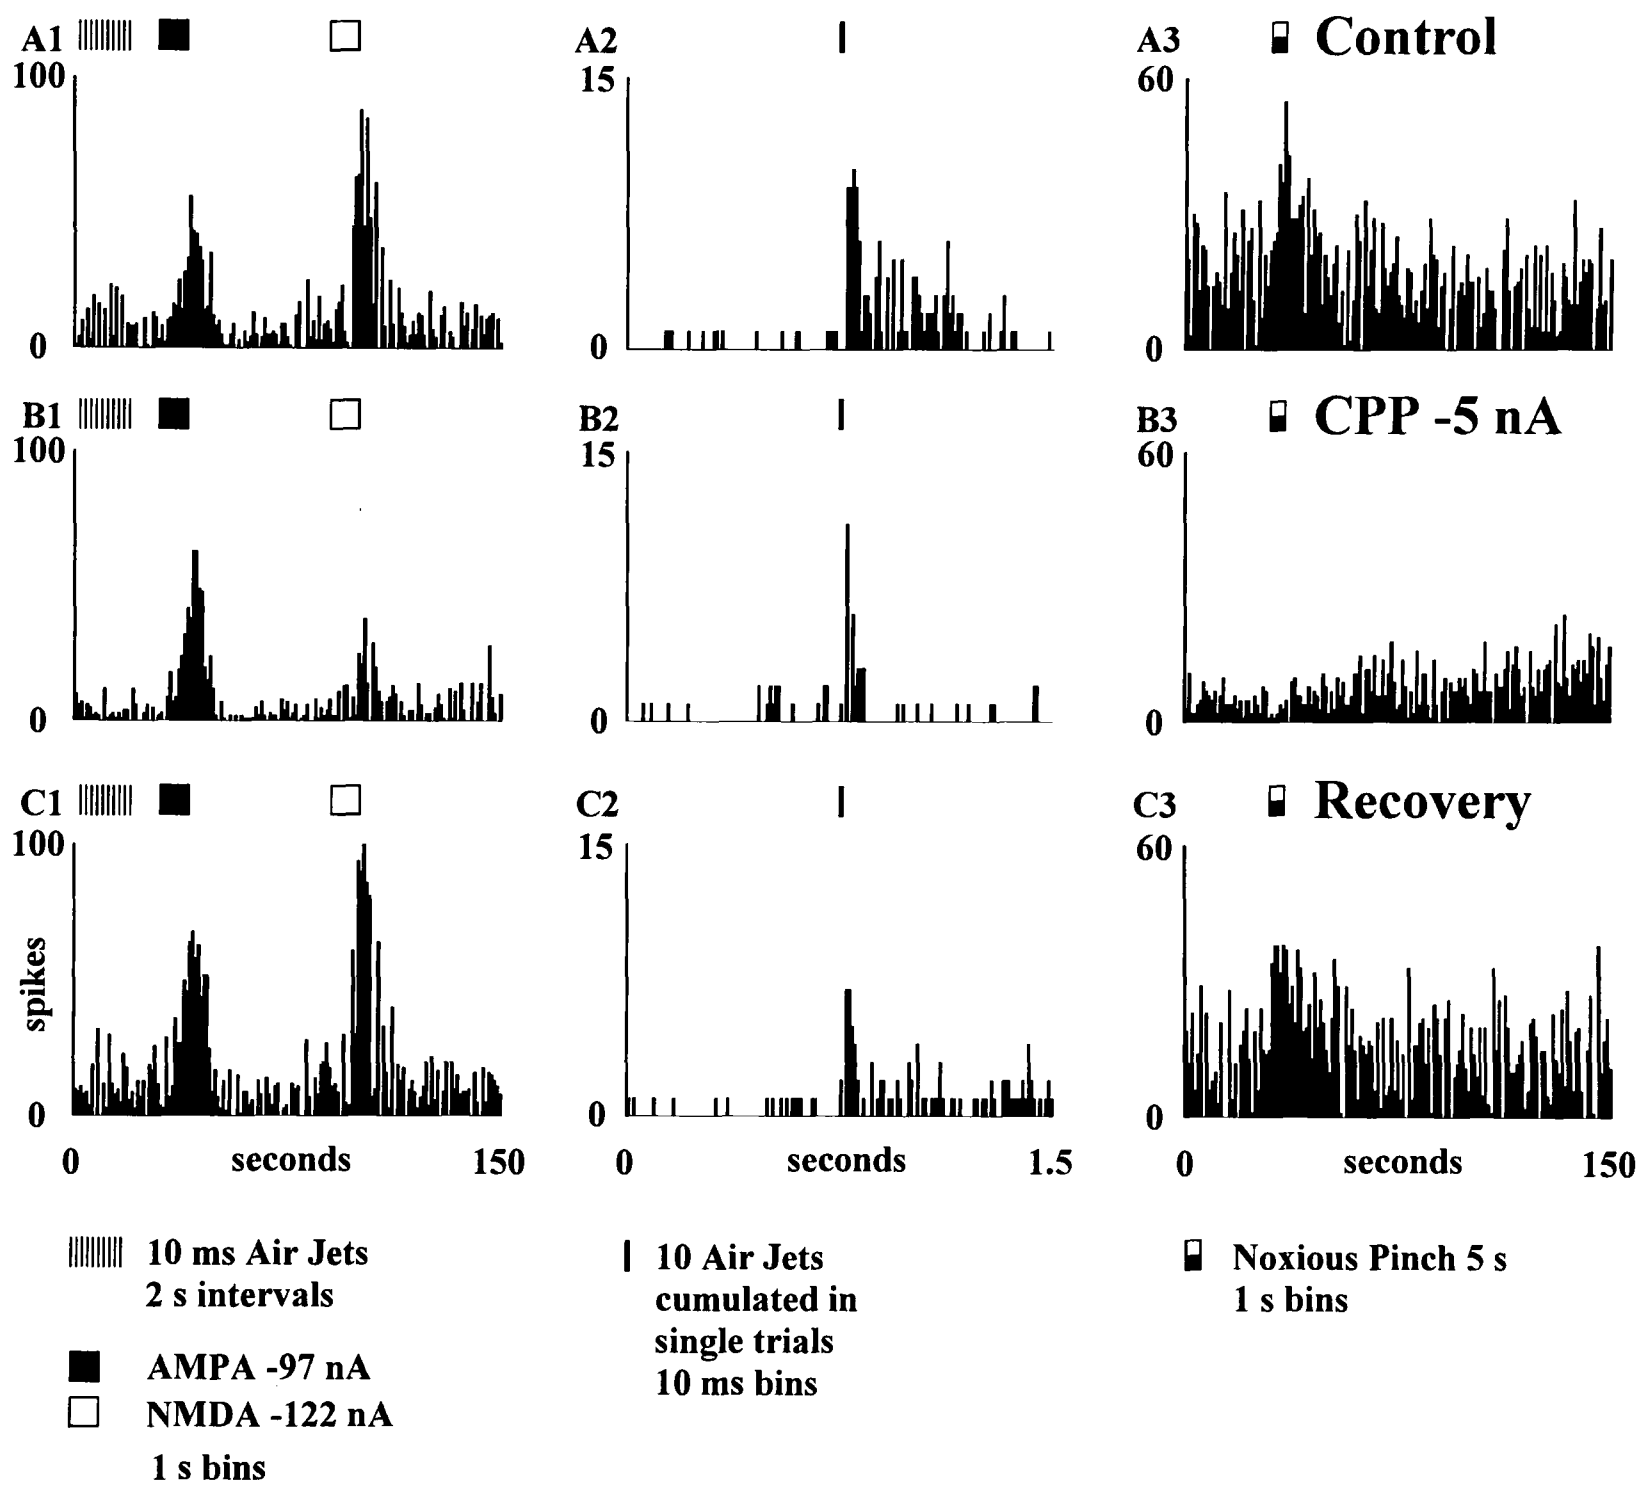 A1 A2 A3 Control
100 15 60
0 0 0
B1 B2 B3 CPP -5 nA
100 15 60
0 0 0
C1 C2 C3 Recovery
100 15 60
spikes
0 0 0
0 seconds 150 0 seconds 1.5 0 seconds 150
10 ms Air Jets
2 s intervals
AMPA -97 nA
NMDA -122 nA
1 s bins
10 Air Jets
cumulated in
single trials
10 ms bins
Noxious Pinch 5 s
1 s bins